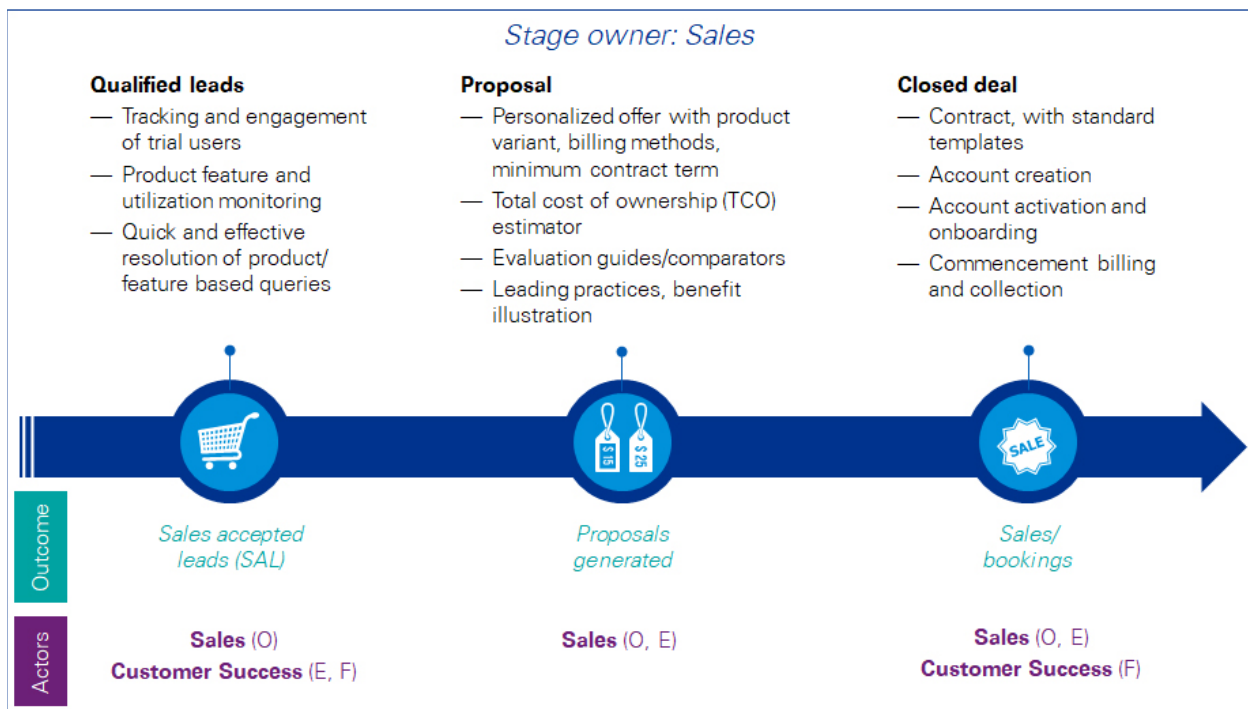 Stage owner: Sales
Qualified leads
— Tracking and engagement
of trial users
— Product feature and
utilization monitoring
— Quick and effective
resolution of product/
feature based queries
Proposal
— Personalized offer with product
variant, billing methods,
minimum contract term
— Total cost of ownership (TCO)
estimator
— Evaluation guides/comparators
— Leading practices, benefit
illustration
Closed deal
— Contract, with standard
templates
— Account creation
— Account activation and
onboarding
— Commencement billing
and collection
$ 15
$ 25
SALE
Outcome
Sales accepted
leads (SAL)
Proposals
generated
Sales/
bookings
Actors
Sales (O)
Customer Success (E, F)
Sales (O, E)
Sales (O, E)
Customer Success (F)